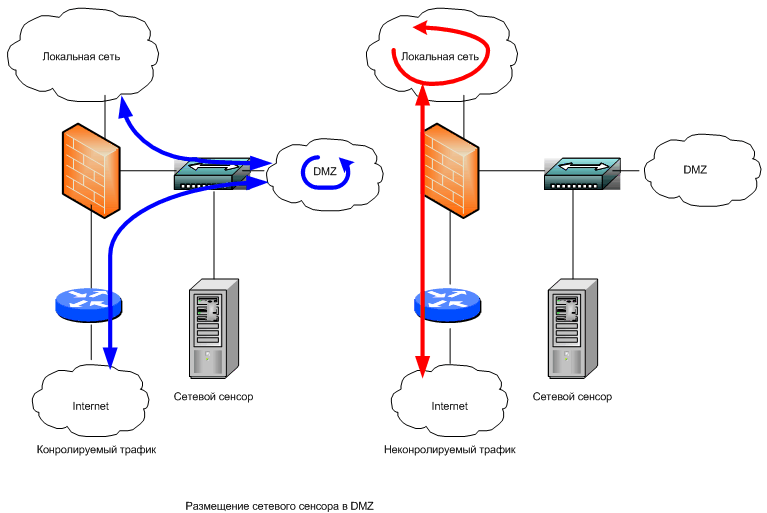 Локальная сеть
Локальная сеть
DMZ
DMZ
Сетевой сенсор
Сетевой сенсор
Internet
Internet
Конролируемый трафик
Неконролируемый трафик
Размещение сетевого сенсора в DMZ